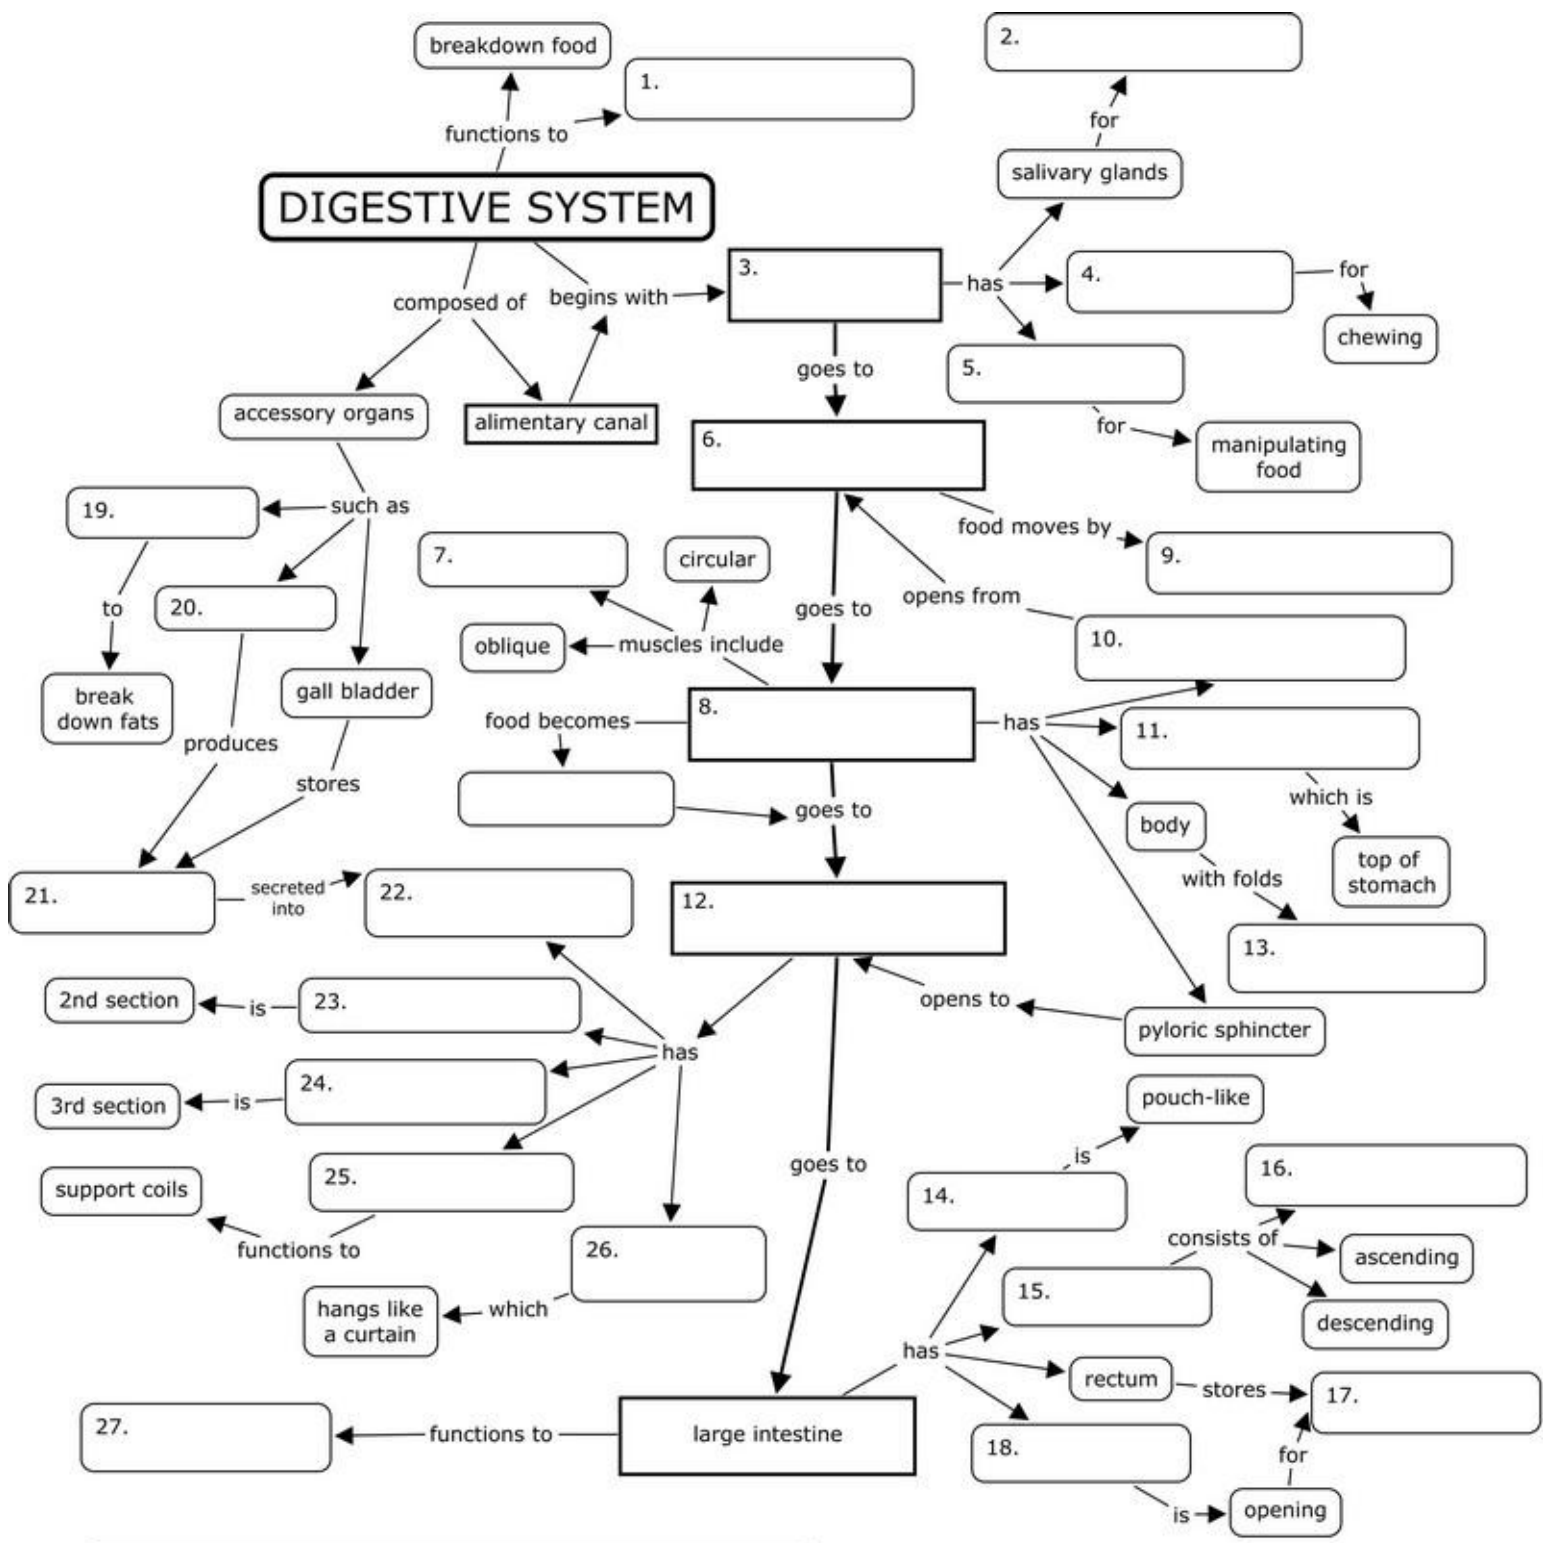 breakdown food
1.
2.
functions to
for
salivary glands
DIGESTIVE SYSTEM
3.
has
4.
for
chewing
composed of
begins with
goes to
5.
for
manipulating
food
accessory organs
alimentary canal
6.
such as
19.
food moves by
9.
7.
circular
opens from
to
20.
goes to
10.
oblique
muscles include
break
down fats
gall bladder
8.
has
11.
food becomes
produces
stores
goes to
which is
body
top of
stomach
with folds
21.
secreted
into
22.
12.
13.
2nd section
is
23.
opens to
pyloric sphincter
has
3rd section
is
24.
pouch-like
is
goes to
support coils
25.
14.
16.
functions to
26.
consists of
ascending
15.
descending
hangs like
a curtain
which
has
rectum
stores
17.
27.
functions to
large intestine
18.
for
is
opening